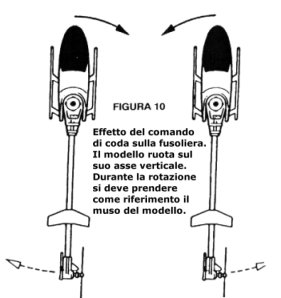 FIGURA 10
Effetto del comando
di coda sulla fusoliera.
Il modello ruota sul
suo asse verticale.
Durante la rotazione
si deve prendere
come riferimento il
muso del modello.